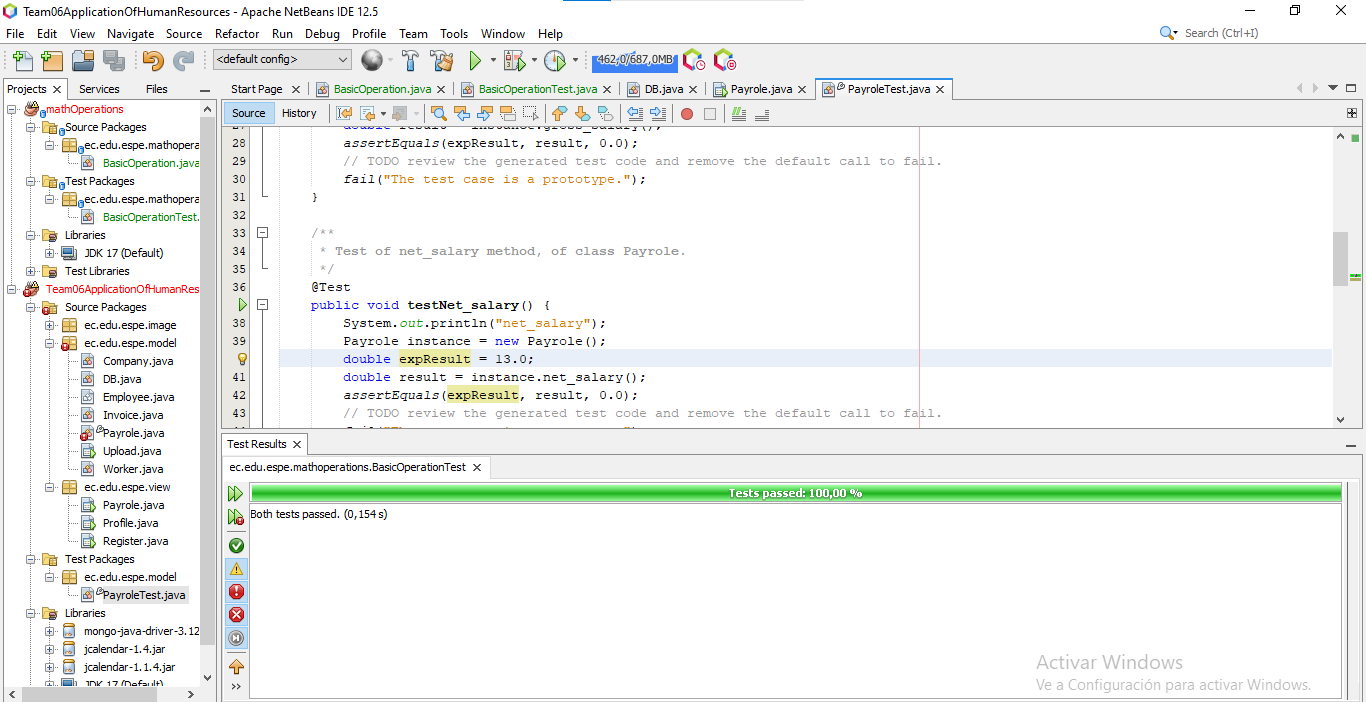 Team06ApplicationOfHumanResources - Apache NetBeans IDE 12.5
File Edit View Navigate Source Refactor Run Debug Profile Team Tools Window Help
Search (Ctrl+I)
<default config>
462,0/687,0MB
Projects Services Files
Start Page BasicOperation.java BasicOperationTest.java DB.java Payrole.java PayroleTest.java
Source History
mathOperations
Source Packages
ec.edu.espe.mathopera
BasicOperation.java
Test Packages
ec.edu.espe.mathopera
BasicOperationTest.
Libraries
JDK 17 (Default)
Test Libraries
Team06ApplicationOfHumanRes
Source Packages
ec.edu.espe.image
ec.edu.espe.model
Company.java
DB.java
Employee.java
Invoice.java
Payrole.java
Upload.java
Worker.java
ec.edu.espe.view
Payrole.java
Profile.java
Register.java
Test Packages
ec.edu.espe.model
PayroleTest.java
Libraries
mongo-java-driver-3.12
jcalendar-1.4.jar
jcalendar-1.1.4.jar
JDK 17 (Default)
27 double result = instance.gross_salary();
28 assertEquals(expResult, result, 0.0);
29 // TODO review the generated test code and remove the default call to fail.
30 fail("The test case is a prototype.");
31 }
32
33 /**
34 * Test of net_salary method, of class Payrole.
35 */
36 @Test
public void testNet_salary() {
38 System.out.println("net_salary");
39 Payrole instance = new Payrole();
double expResult = 13.0;
41 double result = instance.net_salary();
42 assertEquals(expResult, result, 0.0);
43 // TODO review the generated test code and remove the default call to fail.
Test Results
ec.edu.espe.mathoperations.BasicOperationTest
Tests passed: 100,00 %
Both tests passed. (0,154 s)
Activar Windows
Ve a Configuración para activar Windows.